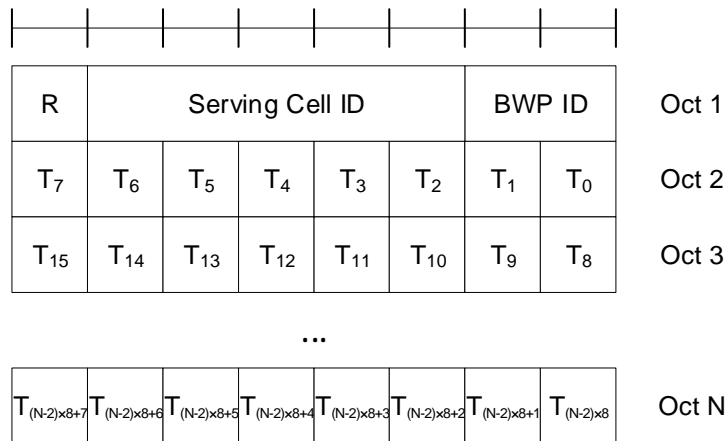 R Serving Cell ID BWP ID Oct 1
T7 T6 T5 T4 T3 T2 T1 T0 Oct 2
T15 T14 T13 T12 T11 T10 T9 T8 Oct 3
...
T(N-2)×8+7 T(N-2)×8+6 T(N-2)×8+5 T(N-2)×8+4 T(N-2)×8+3 T(N-2)×8+2 T(N-2)×8+1 T(N-2)×8 Oct N